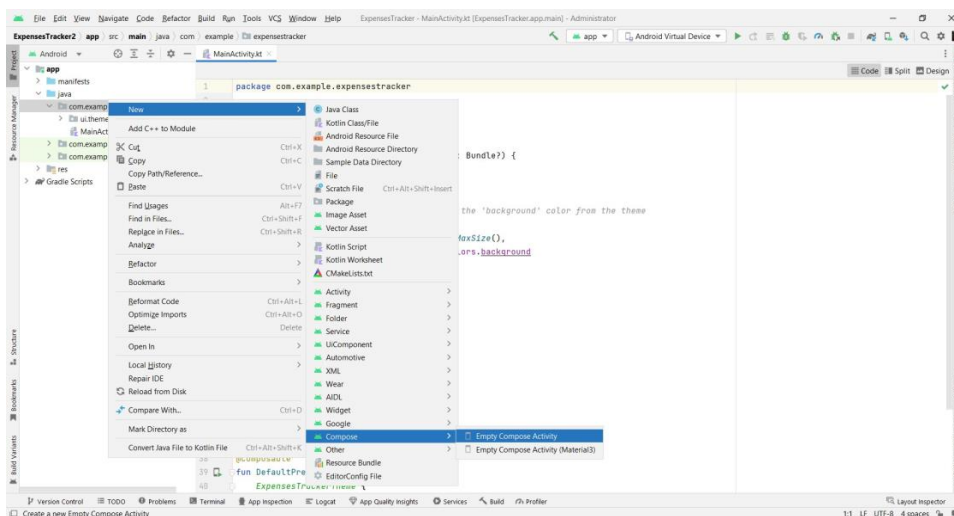 File Edit View Navigate Code Refactor Build Run Tools VCS Window Help ExpensesTracker - MainActivity.kt [ExpensesTracker.app.main] - Administrator
ExpensesTracker2 app src main java com example expensestracker app Android Virtual Device
Android MainActivity.kt
Code Split Design
app
manifests
java
com.examp
ui.theme
MainAct
com.examp
com.examp
res
Gradle Scripts
1 package com.example.expensestracker
Bundle?) {
the 'background' color from the theme
MaxSize(),
ors.background
New
Add C++ to Module
Cut Ctrl+X
Copy Ctrl+C
Copy Path/Reference...
Paste Ctrl+V
Find Usages Alt+F7
Find in Files... Ctrl+Shift+F
Replace in Files... Ctrl+Shift+R
Analyze
Refactor
Bookmarks
Reformat Code Ctrl+Alt+L
Optimize Imports Ctrl+Alt+O
Delete... Delete
Open In
Local History
Repair IDE
Reload from Disk
Compare With... Ctrl+D
Mark Directory as
Convert Java File to Kotlin File Ctrl+Alt+Shift+K
Java Class
Kotlin Class/File
Android Resource File
Android Resource Directory
Sample Data Directory
File
Scratch File Ctrl+Alt+Shift+Insert
Package
Image Asset
Vector Asset
Kotlin Script
Kotlin Worksheet
CMakeLists.txt
Activity
Fragment
Folder
Service
UiComponent
Automotive
XML
Wear
AIDL
Widget
Google
Compose
Other
Resource Bundle
EditorConfig File
Empty Compose Activity
Empty Compose Activity (Material3)
38 @Composable
39 fun DefaultPre
40 ExpensesTrackerTheme {
Project
Resource Manager
Structure
Bookmarks
Build Variants
Version Control TODO Problems Terminal App Inspection Logcat App Quality Insights Services Build Profiler Layout Inspector
Create a new Empty Compose Activity 1:1 LF UTF-8 4 spaces